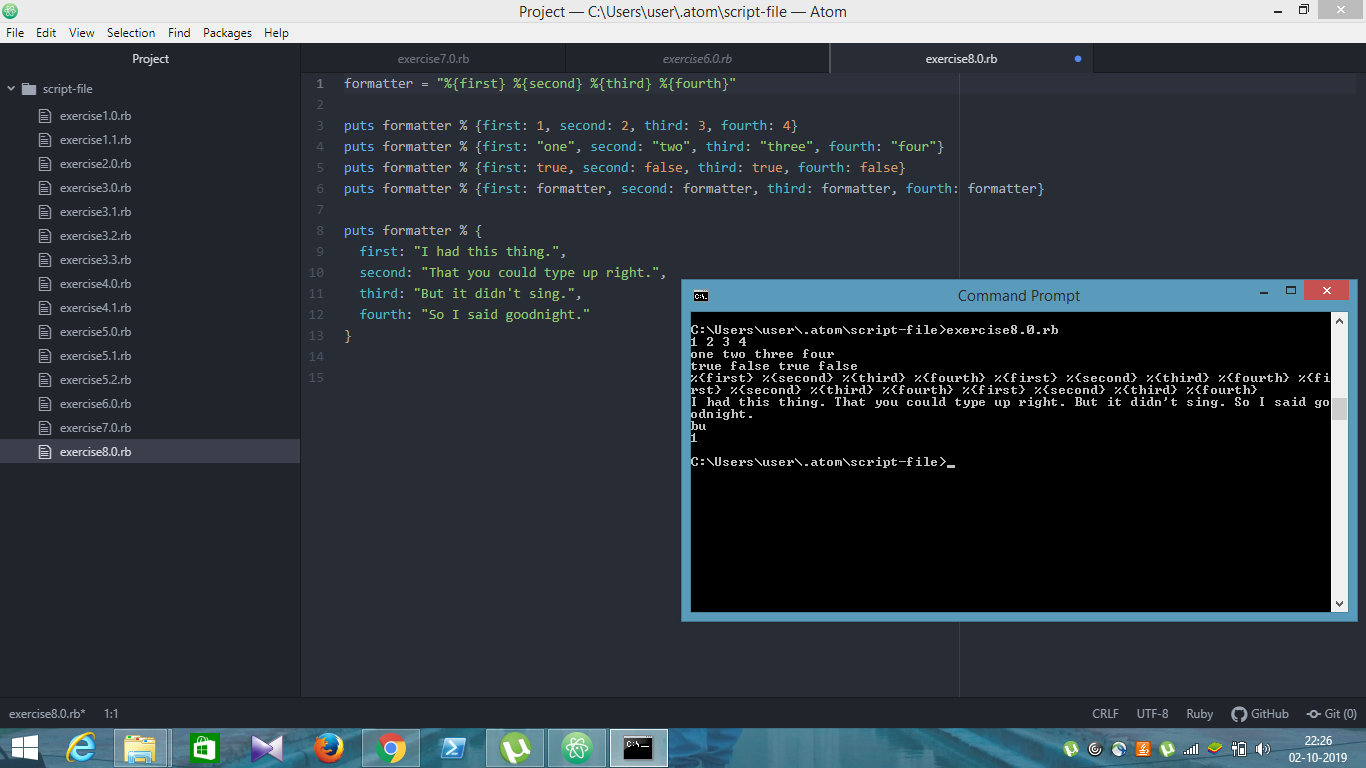 Project — C:\Users\user\.atom\script-file — Atom
File Edit View Selection Find Packages Help
Project
exercise7.0.rb
exercise6.0.rb
exercise8.0.rb
script-file
exercise1.0.rb
exercise1.1.rb
exercise2.0.rb
exercise3.0.rb
exercise3.1.rb
exercise3.2.rb
exercise3.3.rb
exercise4.0.rb
exercise4.1.rb
exercise5.0.rb
exercise5.1.rb
exercise5.2.rb
exercise6.0.rb
exercise7.0.rb
exercise8.0.rb
1 formatter = "%{first} %{second} %{third} %{fourth}"
2
3 puts formatter % {first: 1, second: 2, third: 3, fourth: 4}
4 puts formatter % {first: "one", second: "two", third: "three", fourth: "four"}
5 puts formatter % {first: true, second: false, third: true, fourth: false}
6 puts formatter % {first: formatter, second: formatter, third: formatter, fourth: formatter}
7
8 puts formatter % {
9 first: "I had this thing.",
10 second: "That you could type up right.",
11 third: "But it didn't sing.",
12 fourth: "So I said goodnight."
13 }
14
15
Command Prompt
C:\Users\user\.atom\script-file>exercise8.0.rb
1 2 3 4
one two three four
true false true false
%{first} %{second} %{third} %{fourth} %{first} %{second} %{third} %{fourth} %{fi
rst} %{second} %{third} %{fourth} %{first} %{second} %{third} %{fourth}
I had this thing. That you could type up right. But it didn't sing. So I said go
odnight.
bu
1
C:\Users\user\.atom\script-file>_
exercise8.0.rb* 1:1
CRLF UTF-8 Ruby GitHub Git (0)
22:26
02-10-2019